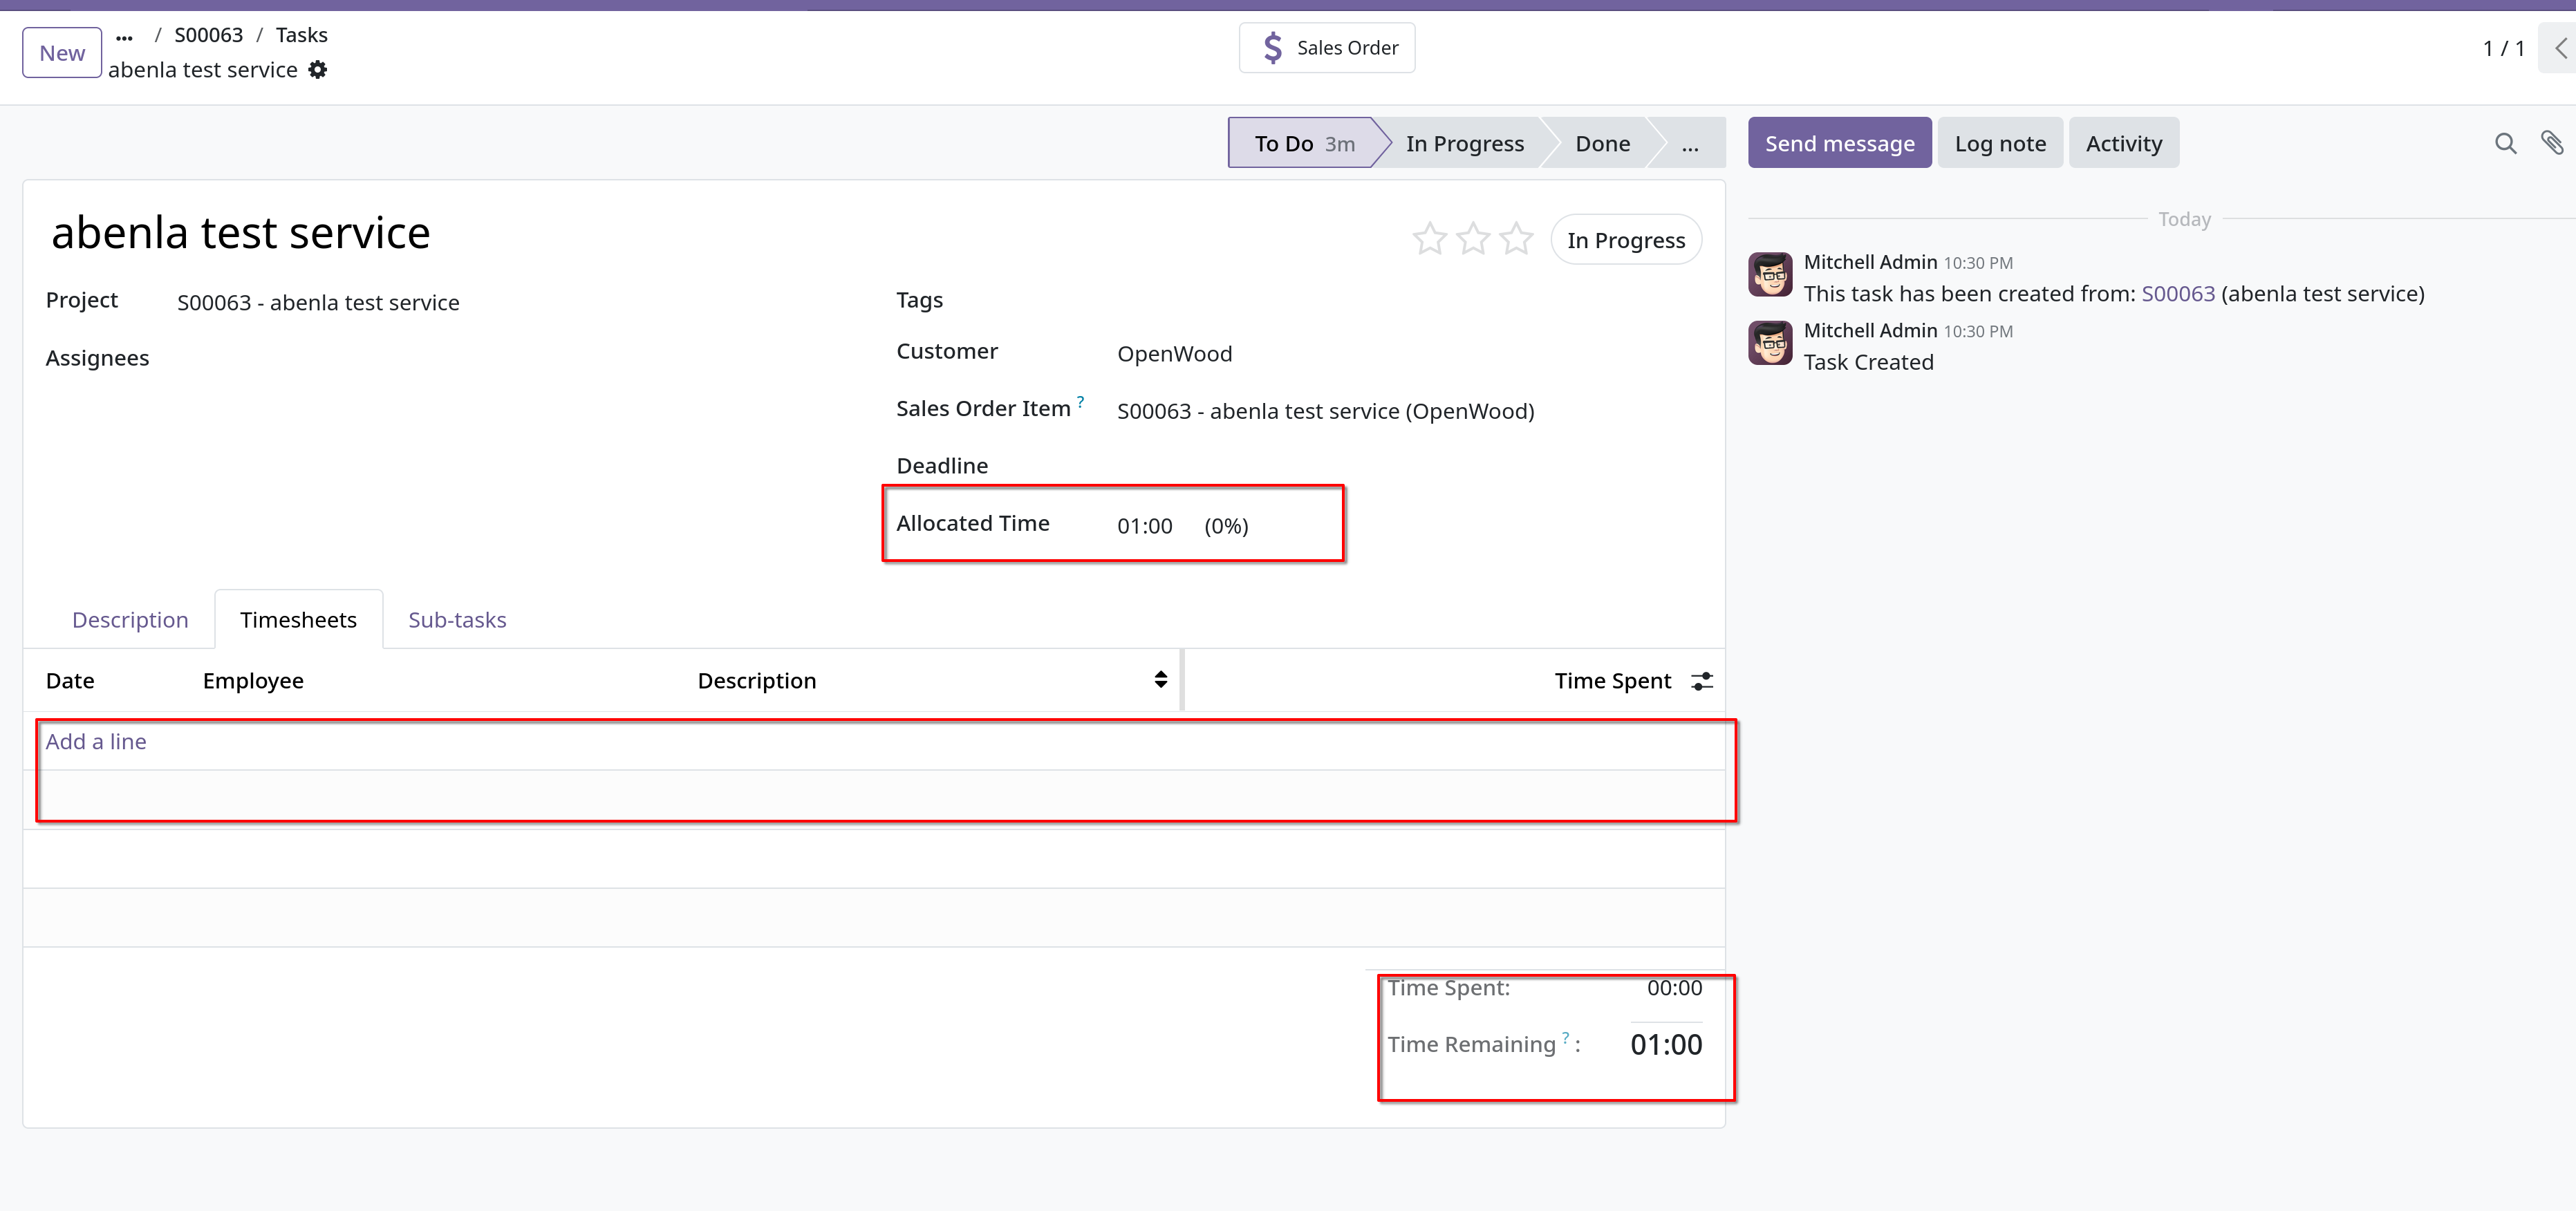 New
... / S00063 / Tasks
abenla test service
$ Sales Order
1 / 1
To Do 3m
In Progress
Done
...
Send message
Log note
Activity
abenla test service
In Progress
Project S00063 - abenla test service
Assignees
Tags
Customer OpenWood
Sales Order Item ? S00063 - abenla test service (OpenWood)
Deadline
Allocated Time 01:00 (0%)
Description
Timesheets
Sub-tasks
Date Employee Description Time Spent
Add a line
Time Spent: 00:00
Time Remaining ? : 01:00
Today
Mitchell Admin 10:30 PM
This task has been created from: S00063 (abenla test service)
Mitchell Admin 10:30 PM
Task Created